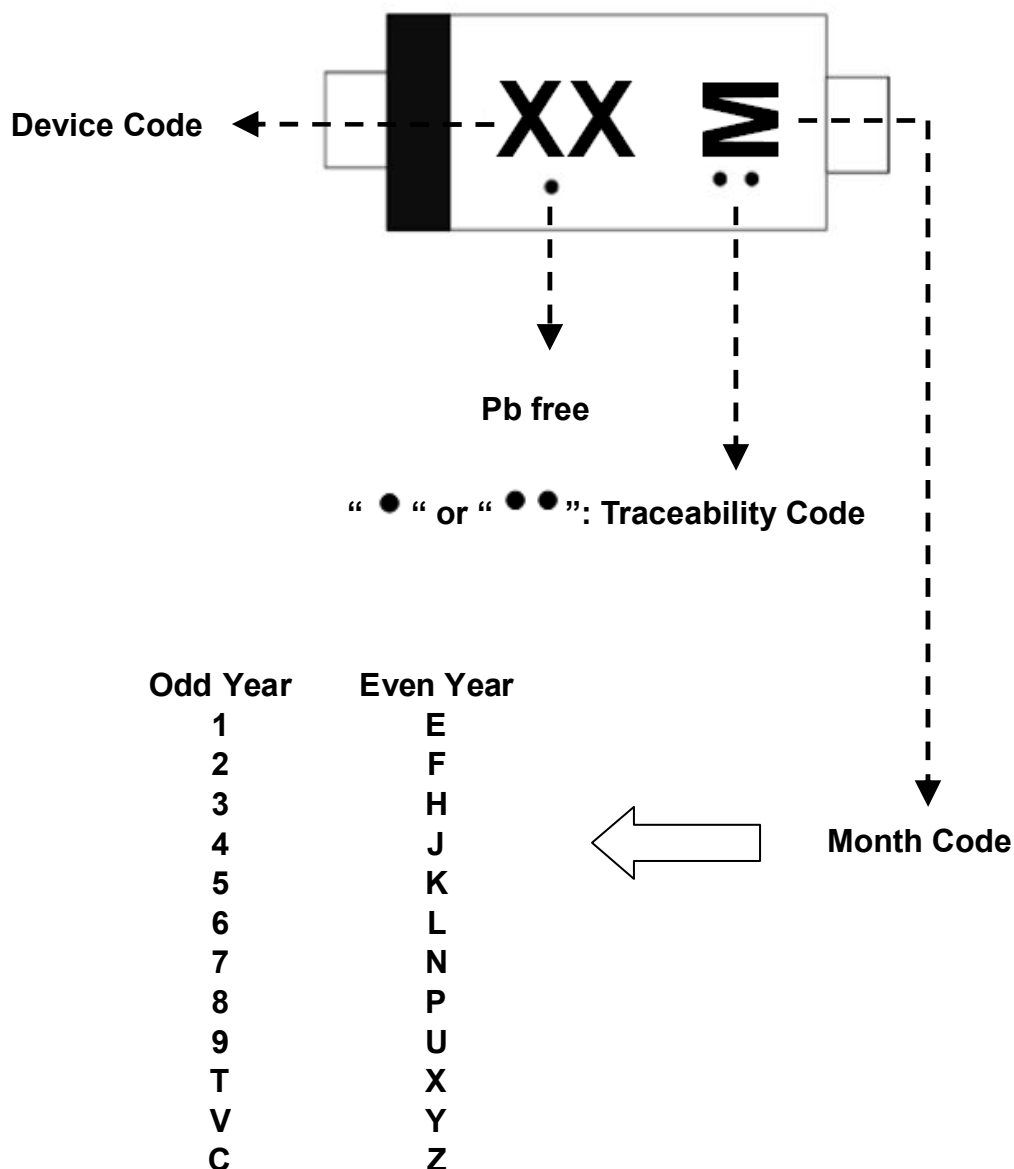 Device Code
XX M
Pb free
“ • “ or “ • • ”: Traceability Code
Odd Year Even Year
1 E
2 F
3 H
4 J
5 K
6 L
7 N
8 P
9 U
T X
V Y
C Z
Month Code